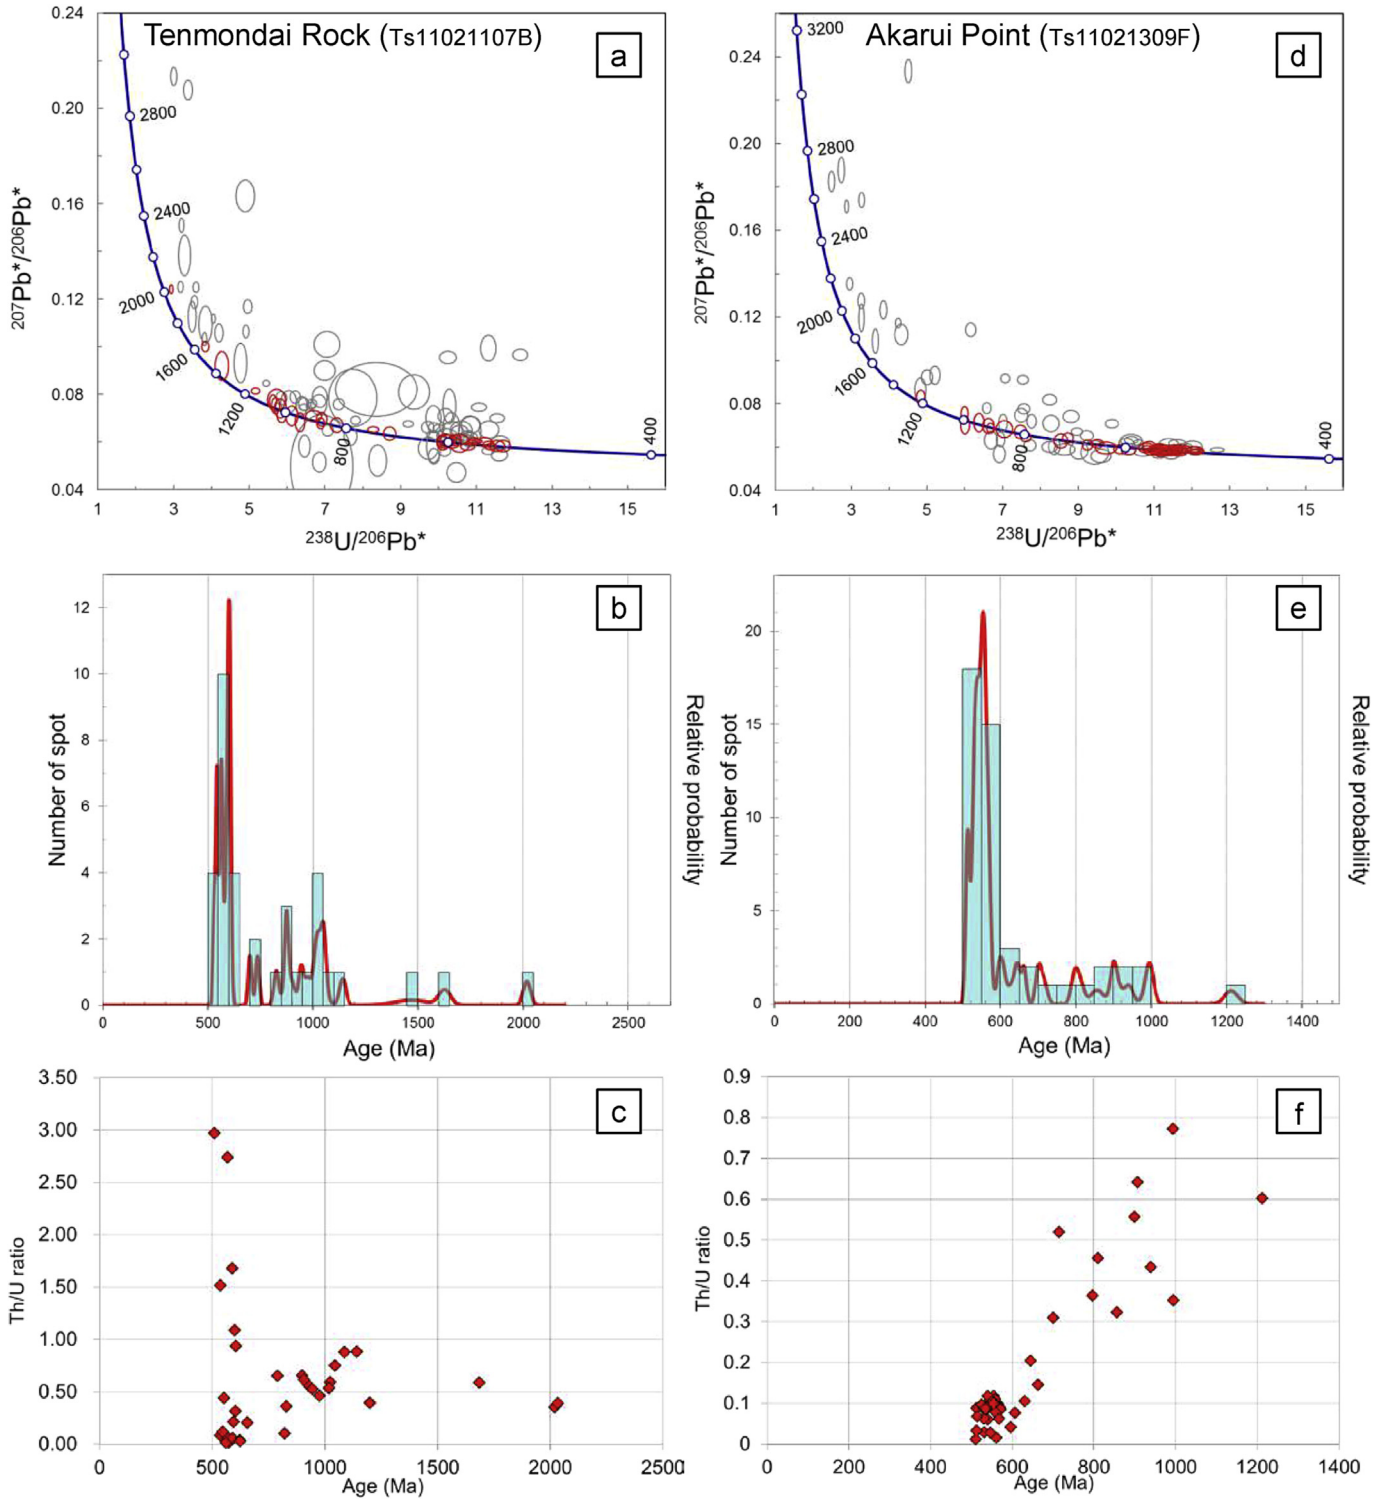 Tenmondai Rock (Ts11021107B)
a
0.24
0.20
0.16
0.12
0.08
0.04
207Pb*/206Pb*
2800
2400
2000
1600
1200
800
400
1 3 5 7 9 11 13 15
238U/206Pb*
Akarui Point (Ts11021309F)
d
0.24
0.20
0.16
0.12
0.08
0.04
207Pb*/206Pb*
3200
2800
2400
2000
1600
1200
800
400
1 3 5 7 9 11 13 15
238U/206Pb*
b
12
10
8
6
4
2
0
Number of spot
Relative probability
0 500 1000 1500 2000 2500
Age (Ma)
e
20
15
10
5
0
Number of spot
Relative probability
0 200 400 600 800 1000 1200 1400
Age (Ma)
c
3.50
3.00
2.50
2.00
1.50
1.00
0.50
0.00
Th/U ratio
0 500 1000 1500 2000 2500
Age (Ma)
f
0.9
0.8
0.7
0.6
0.5
0.4
0.3
0.2
0.1
0
Th/U ratio
0 200 400 600 800 1000 1200 1400
Age (Ma)